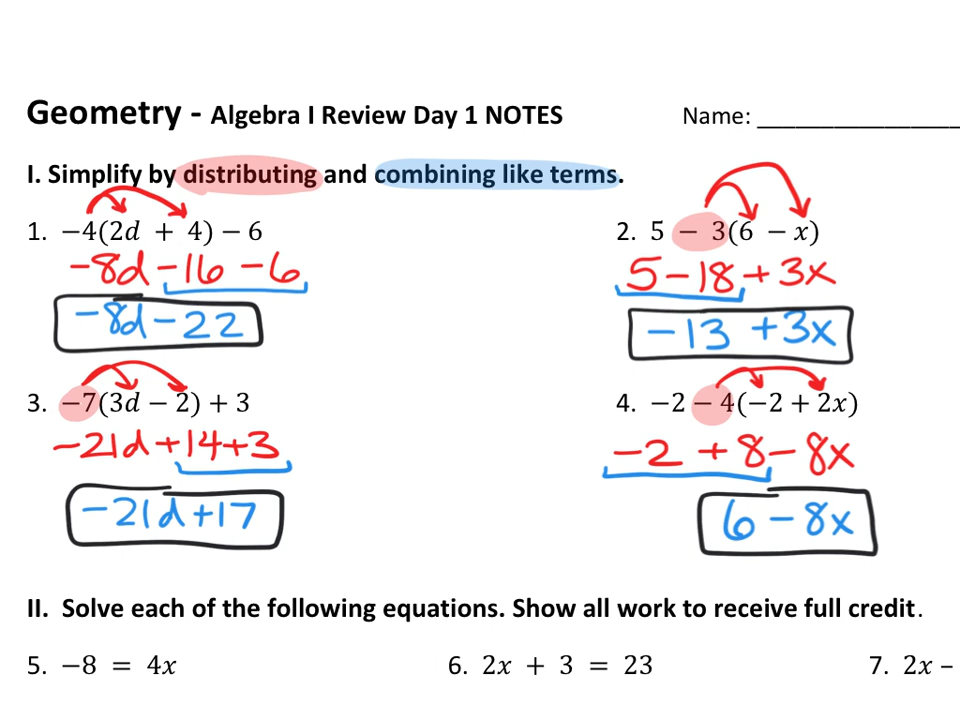 Geometry - Algebra I Review Day 1 NOTES Name: ________________
I. Simplify by distributing and combining like terms.
1. −4(2d + 4) − 6
-8d -16 -6
-8d - 22
2. 5 − 3(6 − x)
5 - 18 + 3x
-13 + 3x
3. −7(3d − 2) + 3
-21d + 14 + 3
-21d + 17
4. −2 − 4(−2 + 2x)
-2 + 8 - 8x
6 - 8x
II. Solve each of the following equations. Show all work to receive full credit.
5. −8 = 4x 6. 2x + 3 = 23 7. 2x −